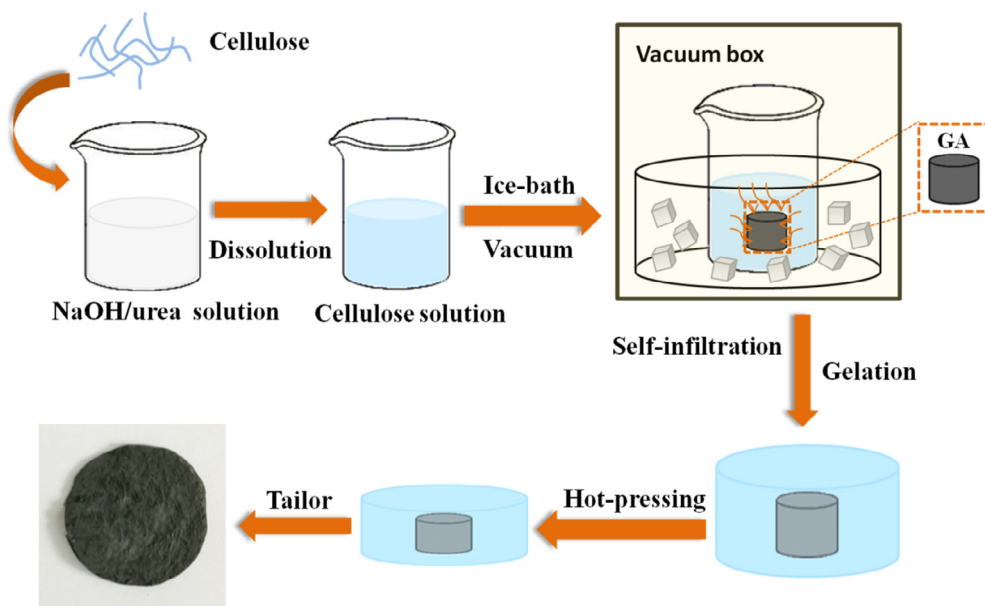 Cellulose
Vacuum box
GA
Ice-bath
Dissolution
Vacuum
NaOH/urea solution
Cellulose solution
Self-infiltration
Gelation
Tailor
Hot-pressing